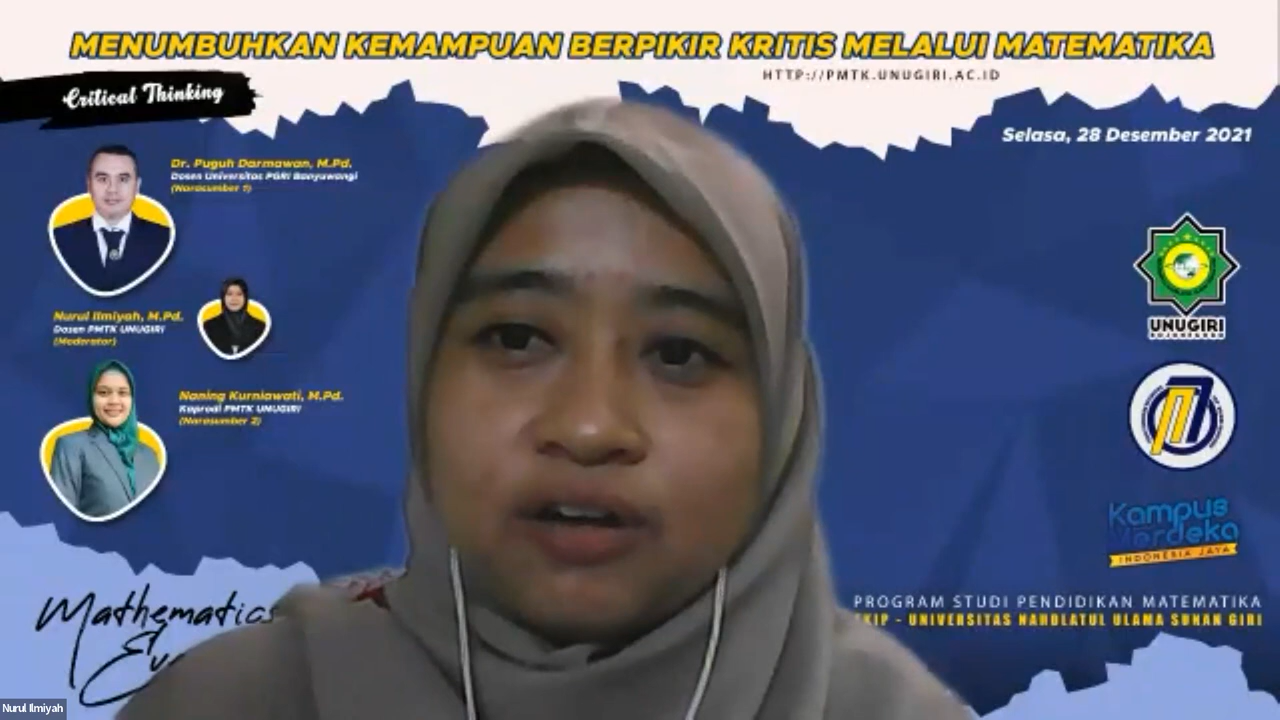 MENUMBUHKAN KEMAMPUAN BERPIKIR KRITIS MELALUI MATEMATIKA
HTTP://PMTK.UNUGIRI.AC.ID
Critical Thinking
Selasa, 28 Desember 2021
Dr. Puguh Darmawan, M.Pd.
Dosen Universitas PGRI Banyuwangi
(Narasumber 1)
Nurul Ilmiyah, M.Pd.
Dosen PMTK UNUGIRI
(Moderator)
Naning Kurniawati, M.Pd.
Kaprodi PMTK UNUGIRI
(Narasumber 2)
UNUGIRI
BOJONEGORO
Kampus
Merdeka
INDONESIA JAYA
Mathematics
PROGRAM STUDI PENDIDIKAN MATEMATIKA
KIP - UNIVERSITAS NAHDLATUL ULAMA SUNAN GIRI
Nurul Ilmiyah